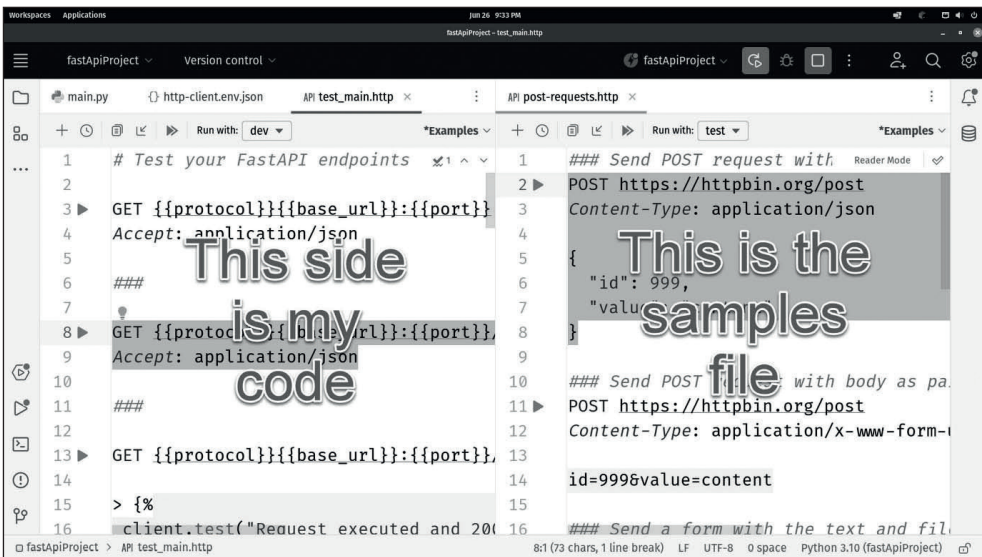 Workspaces Applications Jun 26 9:33 PM
fastApiProject – test_main.http
fastApiProject Version control fastApiProject
main.py {} http-client.env.json API test_main.http × API post-requests.http ×
Run with: dev *Examples Run with: test *Examples
1 # Test your FastAPI endpoints 1
2
3 GET {{protocol}}{{base_url}}:{{port}}
4 Accept: application/json
5
6 ###
7
8 GET {{protocol}}{{base_url}}:{{port}}/
9 Accept: application/json
10
11 ###
12
13 GET {{protocol}}{{base_url}}:{{port}}/
14
15 > {%
16 client.test("Request executed and 200
This side
is my
code
1 ### Send POST request with Reader Mode
2 POST https://httpbin.org/post
3 Content-Type: application/json
4
5 {
6 "id": 999,
7 "value
8 }
9
10 ### Send POST request with body as pa
11 POST https://httpbin.org/post
12 Content-Type: application/x-www-form-u
13
14 id=999&value=content
15
16 ### Send a form with the text and fil
This is the
samples
file
fastApiProject > API test_main.http 8:1 (73 chars, 1 line break) LF UTF-8 0 space Python 3.10 (fastApiProject)